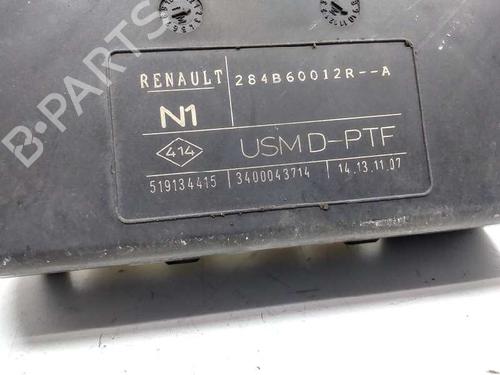 RENAULT 284B60012R--A
N1
414 USM D-PTF
519134415 3400043714 14.13.11.07
B-PARTS